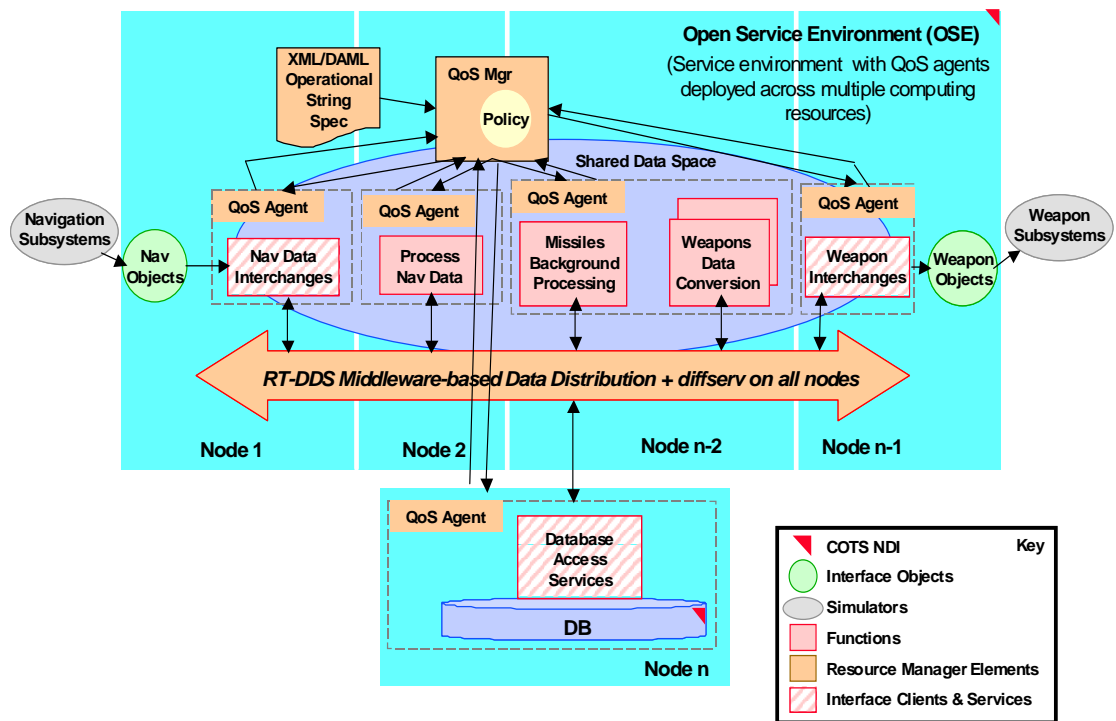 Open Service Environment (OSE)
(Service environment with QoS agents
deployed across multiple computing
resources)
XML/DAML
Operational
String
Spec
QoS Mgr
Policy
Shared Data Space
Navigation
Subsystems
Nav
Objects
QoS Agent
Nav Data
Interchanges
QoS Agent
Process
Nav Data
QoS Agent
Missiles
Background
Processing
Weapons
Data
Conversion
QoS Agent
Weapon
Interchanges
Weapon
Objects
Weapon
Subsystems
RT-DDS Middleware-based Data Distribution + diffserv on all nodes
Node 1
Node 2
Node n-2
Node n-1
QoS Agent
Database
Access
Services
DB
Node n
COTS NDI
Key
Interface Objects
Simulators
Functions
Resource Manager Elements
Interface Clients & Services